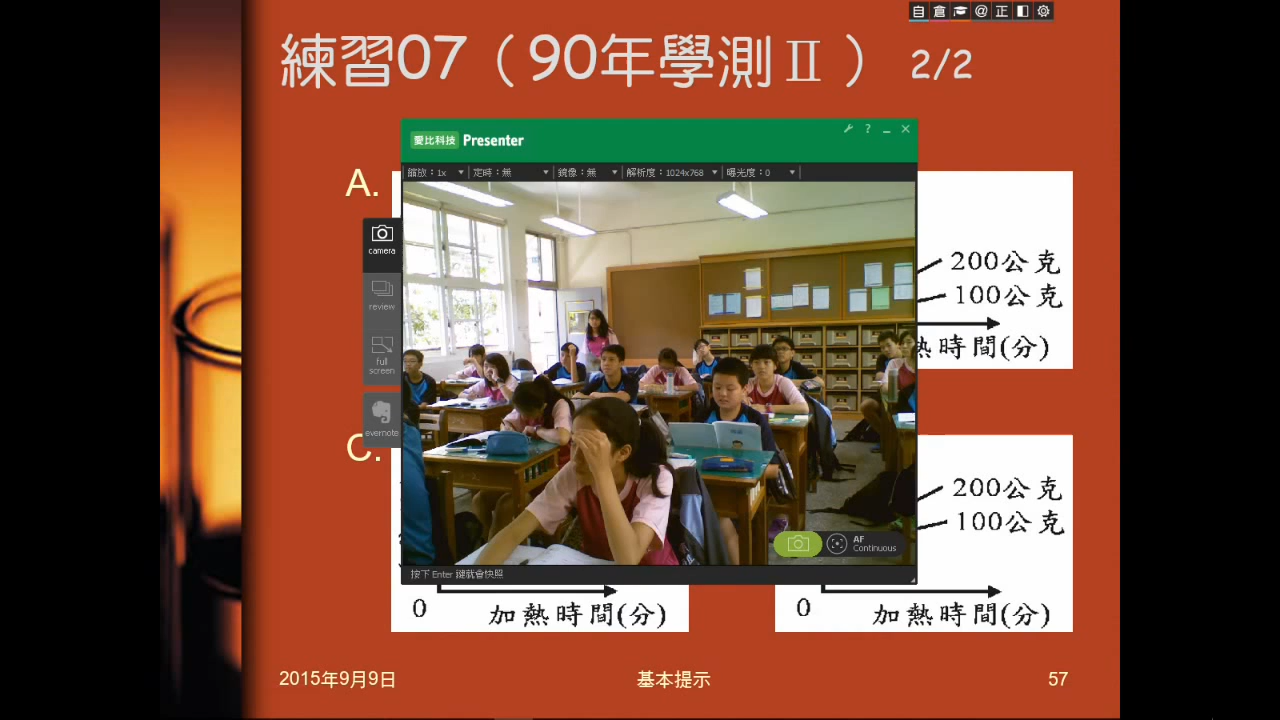 自 倉 @ 正
練習07（90年學測Ⅱ） 2/2
愛比科技 Presenter
縮放：1x 定時：無 鏡像：無 解析度：1024x768 曝光度：0
A.
camera
review
full
screen
evernote
200公克
100公克
熱時間(分)
C.
200公克
100公克
AF
Continuous
按下 Enter 鍵就會快照
0 加熱時間(分)
0 加熱時間(分)
2015年9月9日 基本提示 57